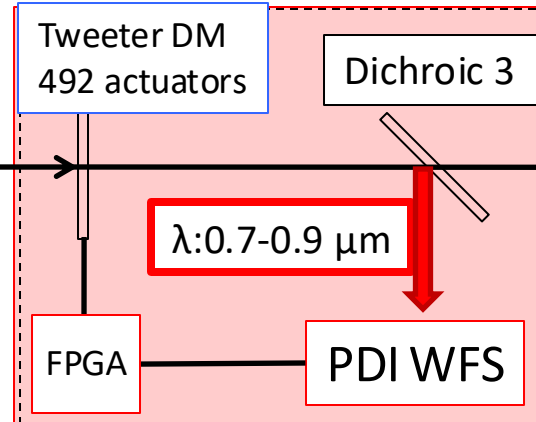 Tweeter DM
492 actuators
Dichroic 3
λ:0.7-0.9 μm
FPGA
PDI WFS